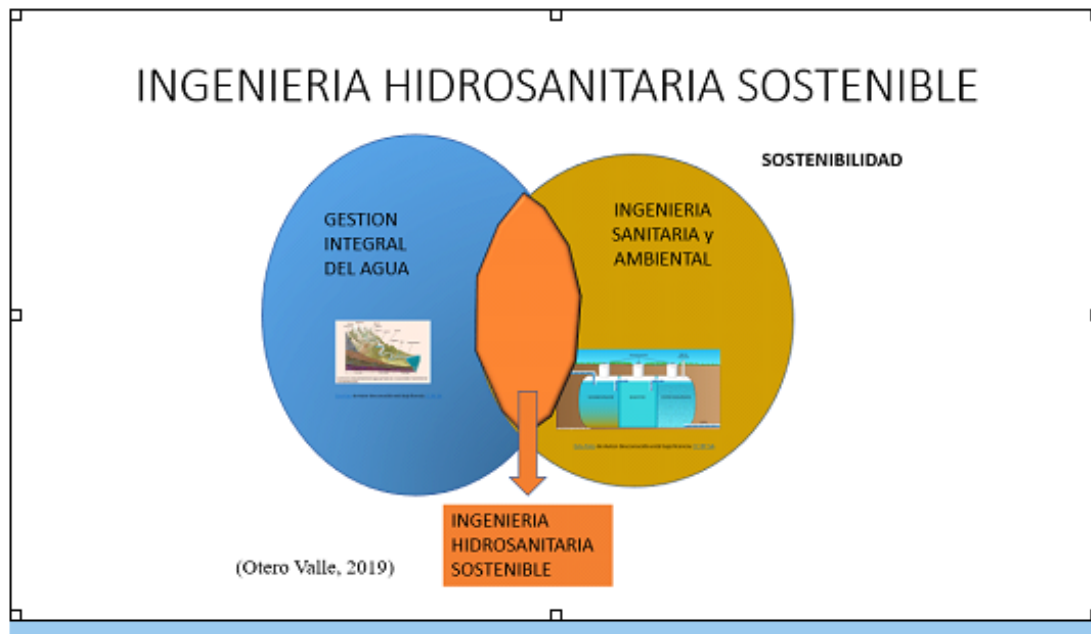 INGENIERIA HIDROSANITARIA SOSTENIBLE
SOSTENIBILIDAD
GESTION
INTEGRAL
DEL AGUA
INGENIERIA
SANITARIA y
AMBIENTAL
INGENIERIA
HIDROSANITARIA
SOSTENIBLE
(Otero Valle, 2019)